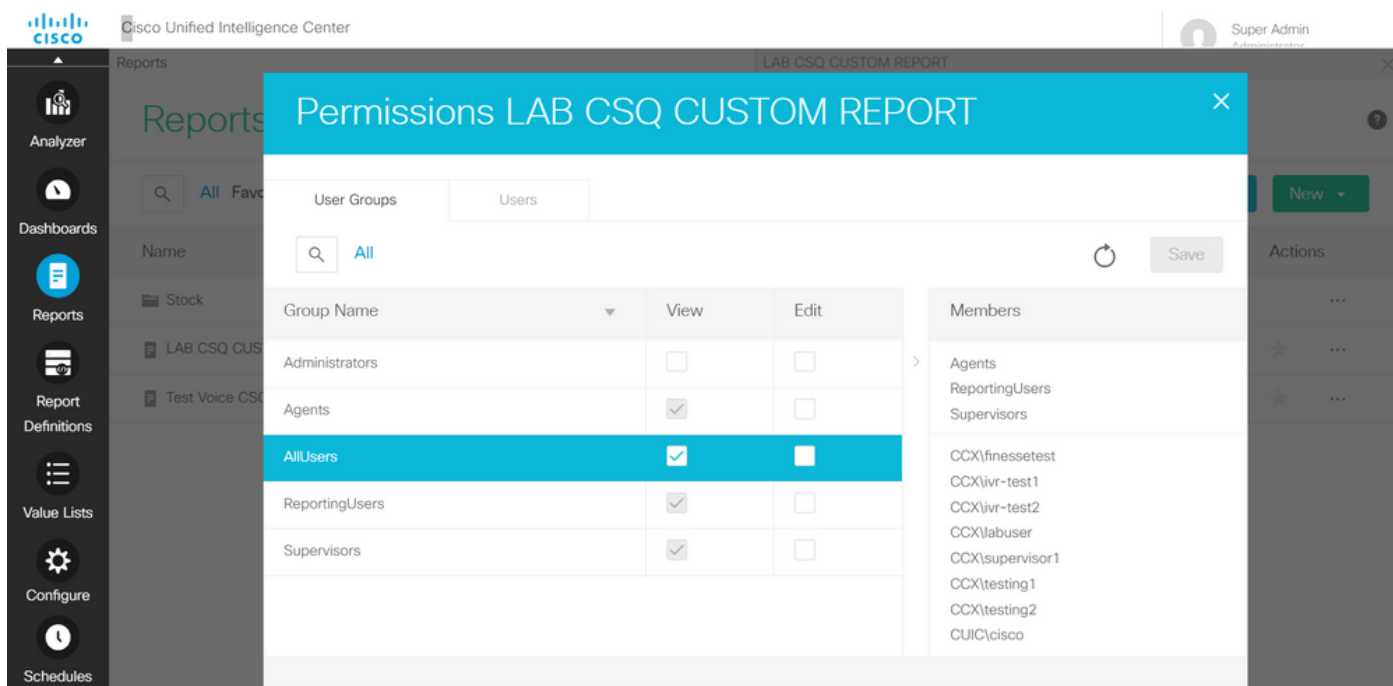 CISCO
Cisco Unified Intelligence Center
Super Admin
Administrator
Reports
LAB CSQ CUSTOM REPORT
Analyzer
Dashboards
Reports
Report
Definitions
Value Lists
Configure
Schedules
Reports
All Favo
New
Name
Actions
Stock
LAB CSQ CUS
Test Voice CSQ
Permissions LAB CSQ CUSTOM REPORT
User Groups Users
All
Save
Group Name View Edit
Administrators
Agents
AllUsers
ReportingUsers
Supervisors
Members
Agents
ReportingUsers
Supervisors
CCX\finessetest
CCX\ivr-test1
CCX\ivr-test2
CCX\labuser
CCX\supervisor1
CCX\testing1
CCX\testing2
CUIC\cisco